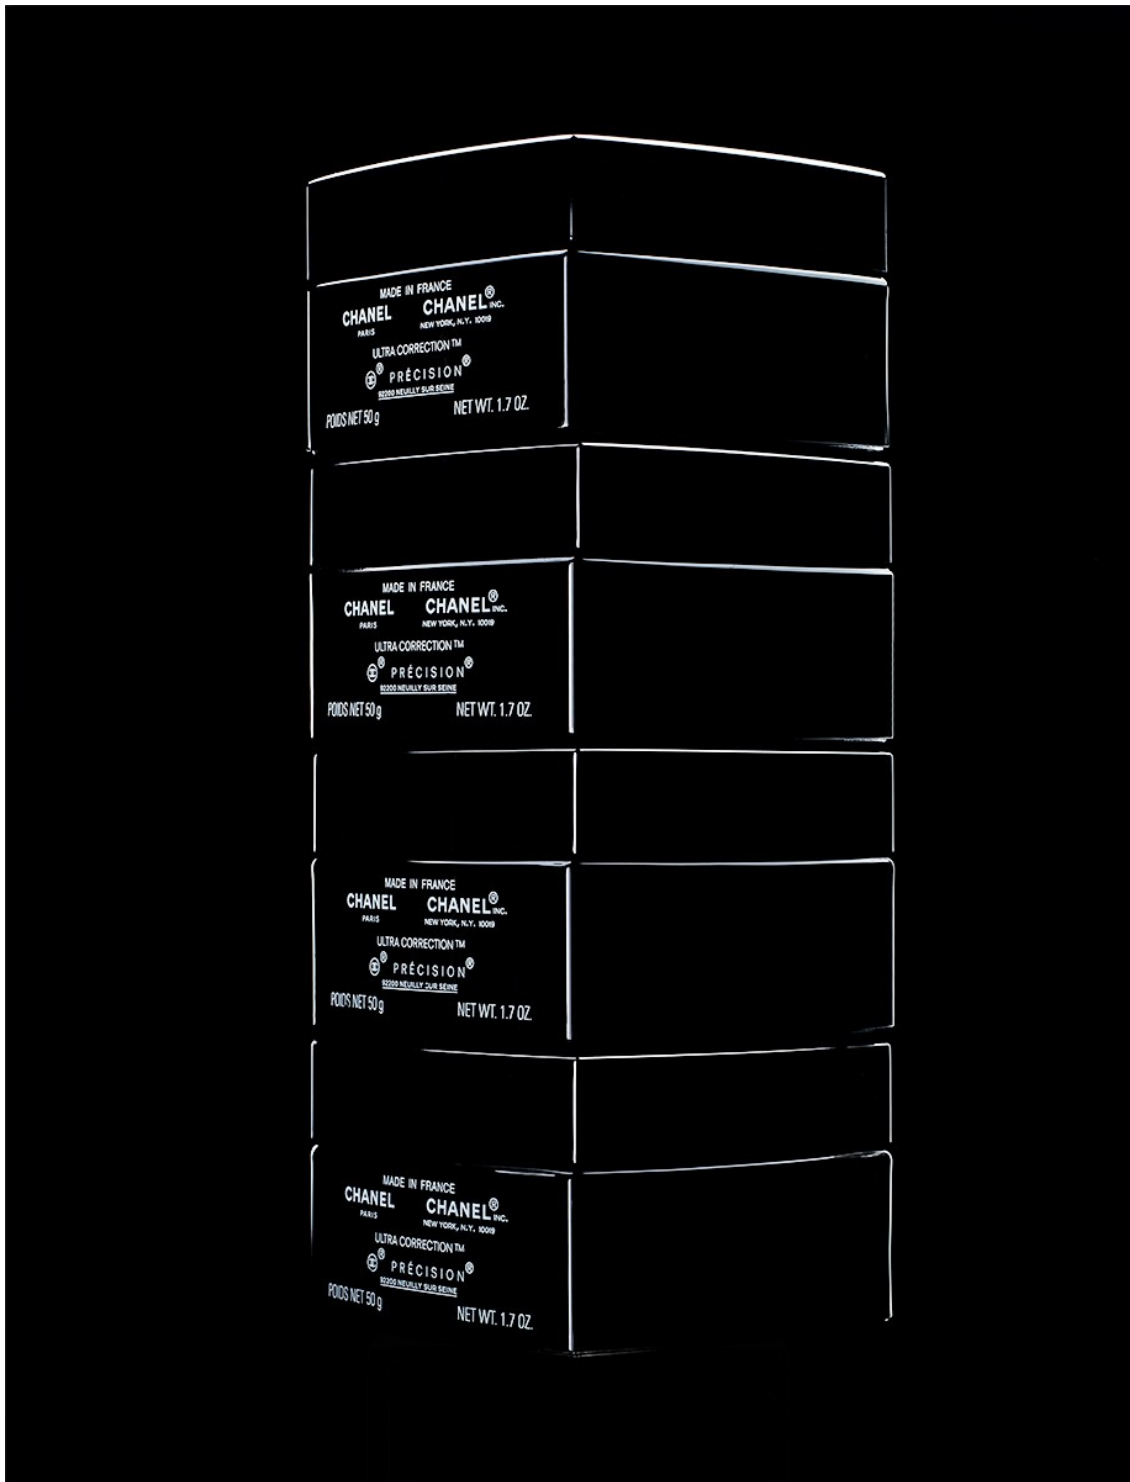 MADE IN FRANCE
CHANEL CHANEL® INC.
PARIS NEW YORK, N.Y. 10019
ULTRA CORRECTION™
® PRÉCISION®
92200 NEUILLY SUR SEINE
POIDS NET 50 g NET WT. 1.7 OZ.
MADE IN FRANCE
CHANEL CHANEL® INC.
PARIS NEW YORK, N.Y. 10019
ULTRA CORRECTION™
® PRÉCISION®
92200 NEUILLY SUR SEINE
POIDS NET 50 g NET WT. 1.7 OZ.
MADE IN FRANCE
CHANEL CHANEL® INC.
PARIS NEW YORK, N.Y. 10019
ULTRA CORRECTION™
® PRÉCISION®
92200 NEUILLY SUR SEINE
POIDS NET 50 g NET WT. 1.7 OZ.
MADE IN FRANCE
CHANEL CHANEL® INC.
PARIS NEW YORK, N.Y. 10019
ULTRA CORRECTION™
® PRÉCISION®
92200 NEUILLY SUR SEINE
POIDS NET 50 g NET WT. 1.7 OZ.